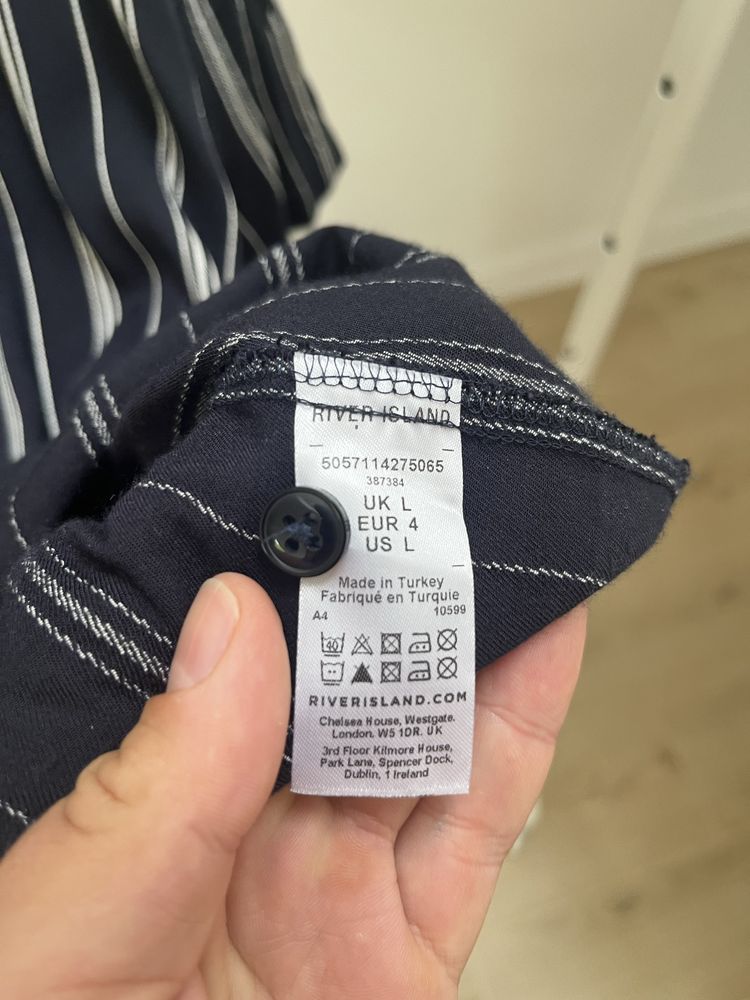 RIVER ISLAND
5057114275065
387384
UK L
EUR 4
US L
Made in Turkey
Fabriqué en Turquie
A4 10599
40
RIVERISLAND.COM
Chelsea House, Westgate.
London. W5 1DR. UK
3rd Floor Kilmore House,
Park Lane, Spencer Dock,
Dublin, 1 Ireland